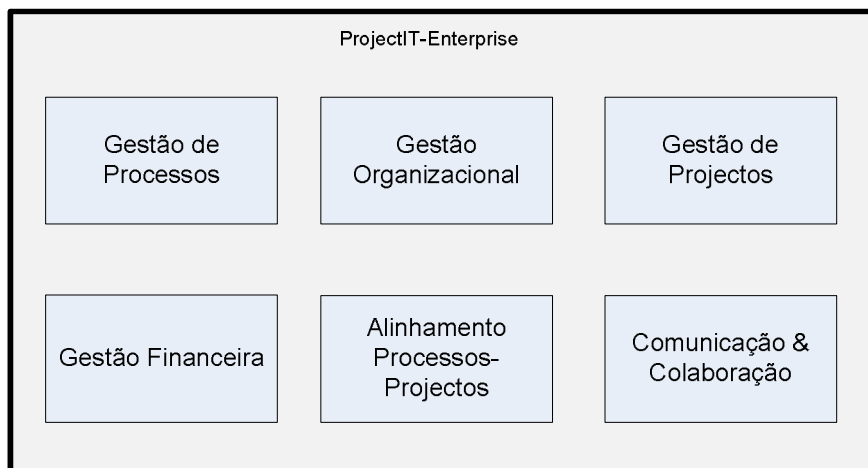 ProjectIT-Enterprise
Gestão de
Processos
Gestão
Organizacional
Gestão de
Projectos
Gestão Financeira
Alinhamento
Processos-
Projectos
Comunicação &
Colaboração